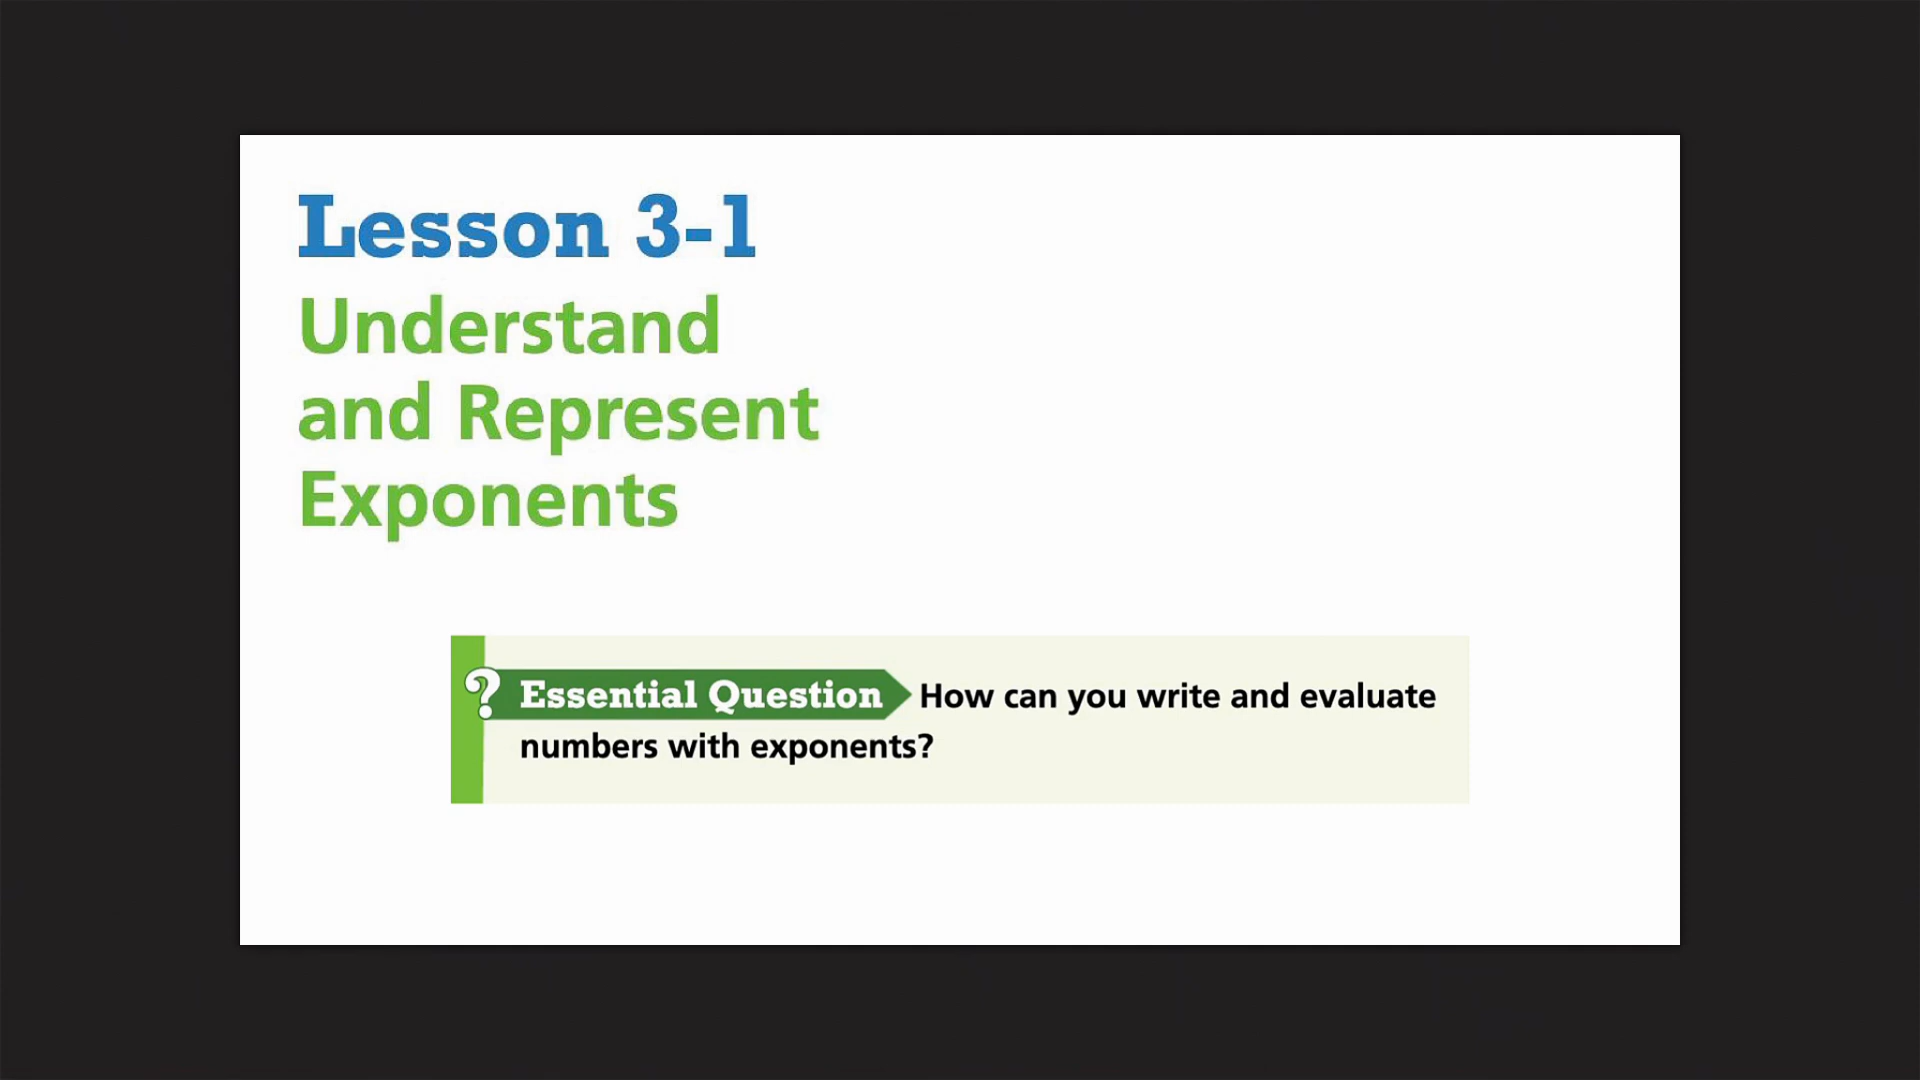 Lesson 3-1
Understand
and Represent
Exponents
? Essential Question How can you write and evaluate
numbers with exponents?